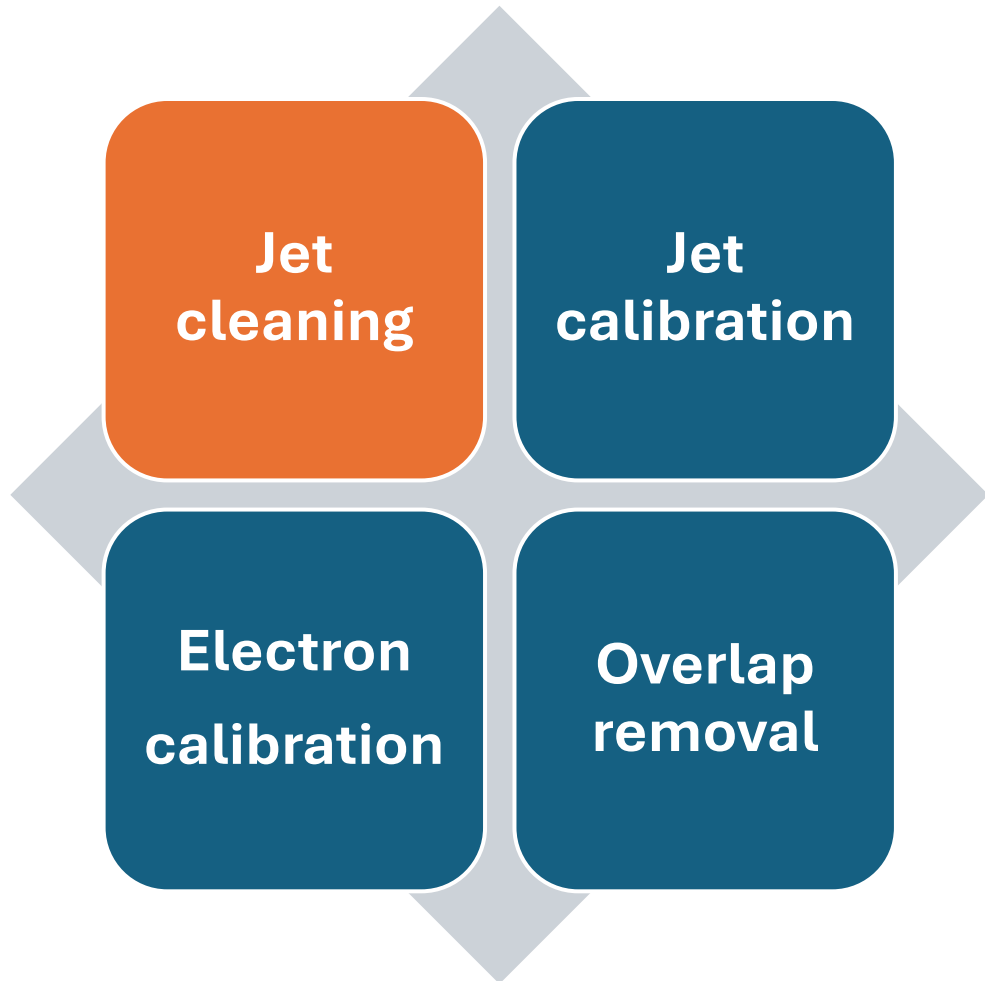 Jet
cleaning
Jet
calibration
Electron
calibration
Overlap
removal